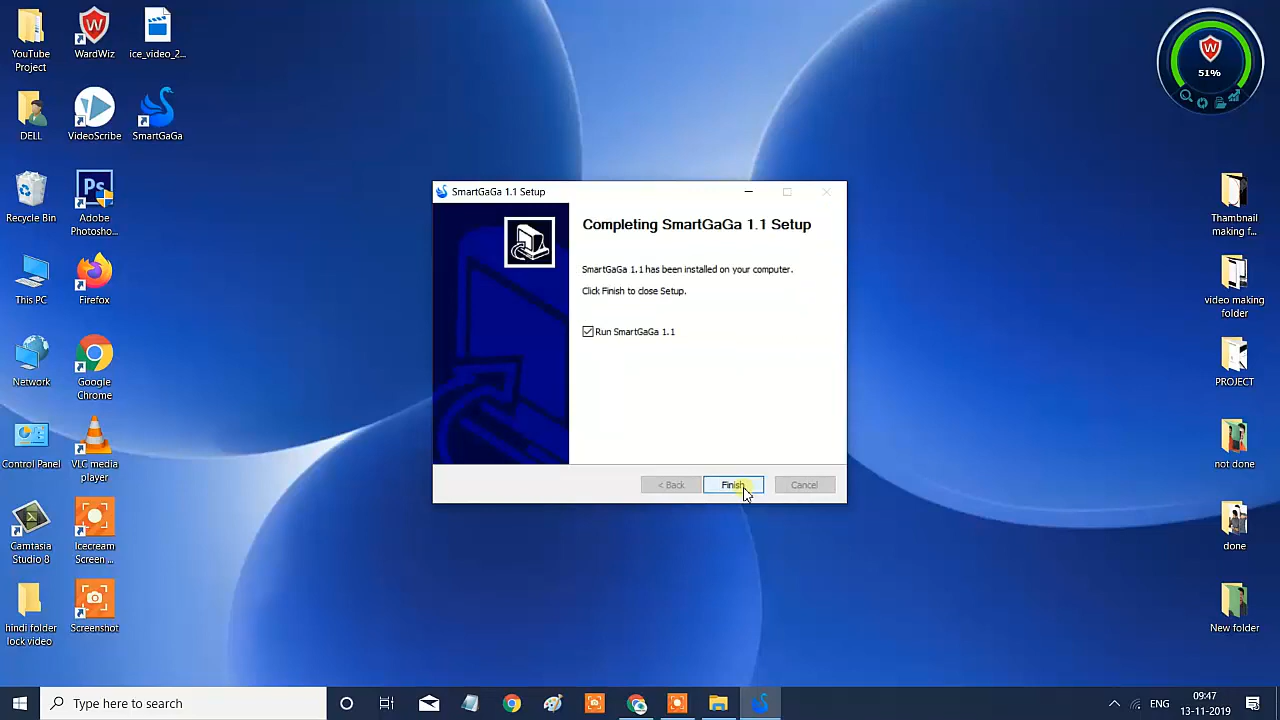 YouTube
Project
WardWiz
ice_video_2...
DELL
VideoScribe
SmartGaGa
Recycle Bin
Ps
Adobe
Photosho...
This PC
Firefox
Network
Google
Chrome
Control Panel
VLC media
player
Camtasia
Studio 8
Icecream
Screen ...
hindi folder
lock video
Screenshot
W
51%
Thumbnail
making f...
video making
folder
PROJECT
not done
done
New folder
SmartGaGa 1.1 Setup
Completing SmartGaGa 1.1 Setup
SmartGaGa 1.1 has been installed on your computer.
Click Finish to close Setup.
Run SmartGaGa 1.1
< Back
Finish
Cancel
Type here to search
ENG
09:47
13-11-2019